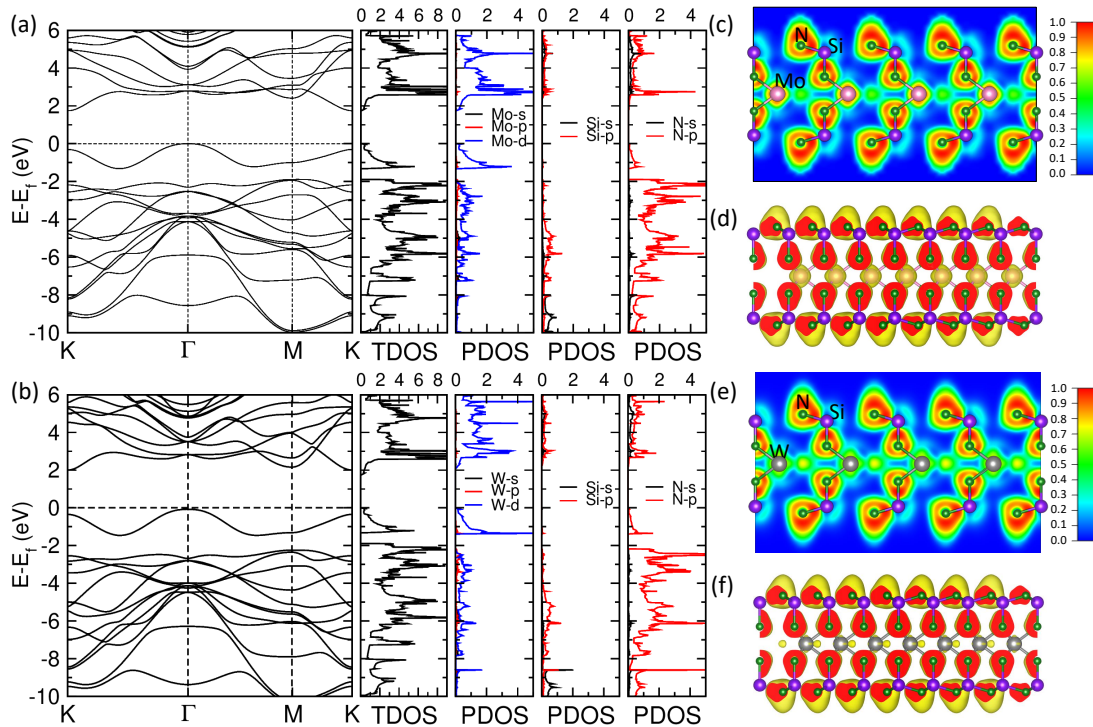 (a)
E-Ef (eV)
6
4
2
0
-2
-4
-6
-8
-10
K Γ M K
0 2 4 6 8
TDOS
0 2 4
Mo-s
Mo-p
Mo-d
PDOS
0 2 4
Si-s
Si-p
PDOS
0 2 4
N-s
N-p
PDOS
(b)
E-Ef (eV)
6
4
2
0
-2
-4
-6
-8
-10
K Γ M K
0 2 4 6 8
TDOS
0 2 4
W-s
W-p
W-d
PDOS
0 2 4
Si-s
Si-p
PDOS
0 2 4
N-s
N-p
PDOS
(c)
N
Si
Mo
1.0
0.9
0.8
0.7
0.6
0.5
0.4
0.3
0.2
0.1
0.0
(d)
(e)
N
Si
W
1.0
0.9
0.8
0.7
0.6
0.5
0.4
0.3
0.2
0.1
0.0
(f)